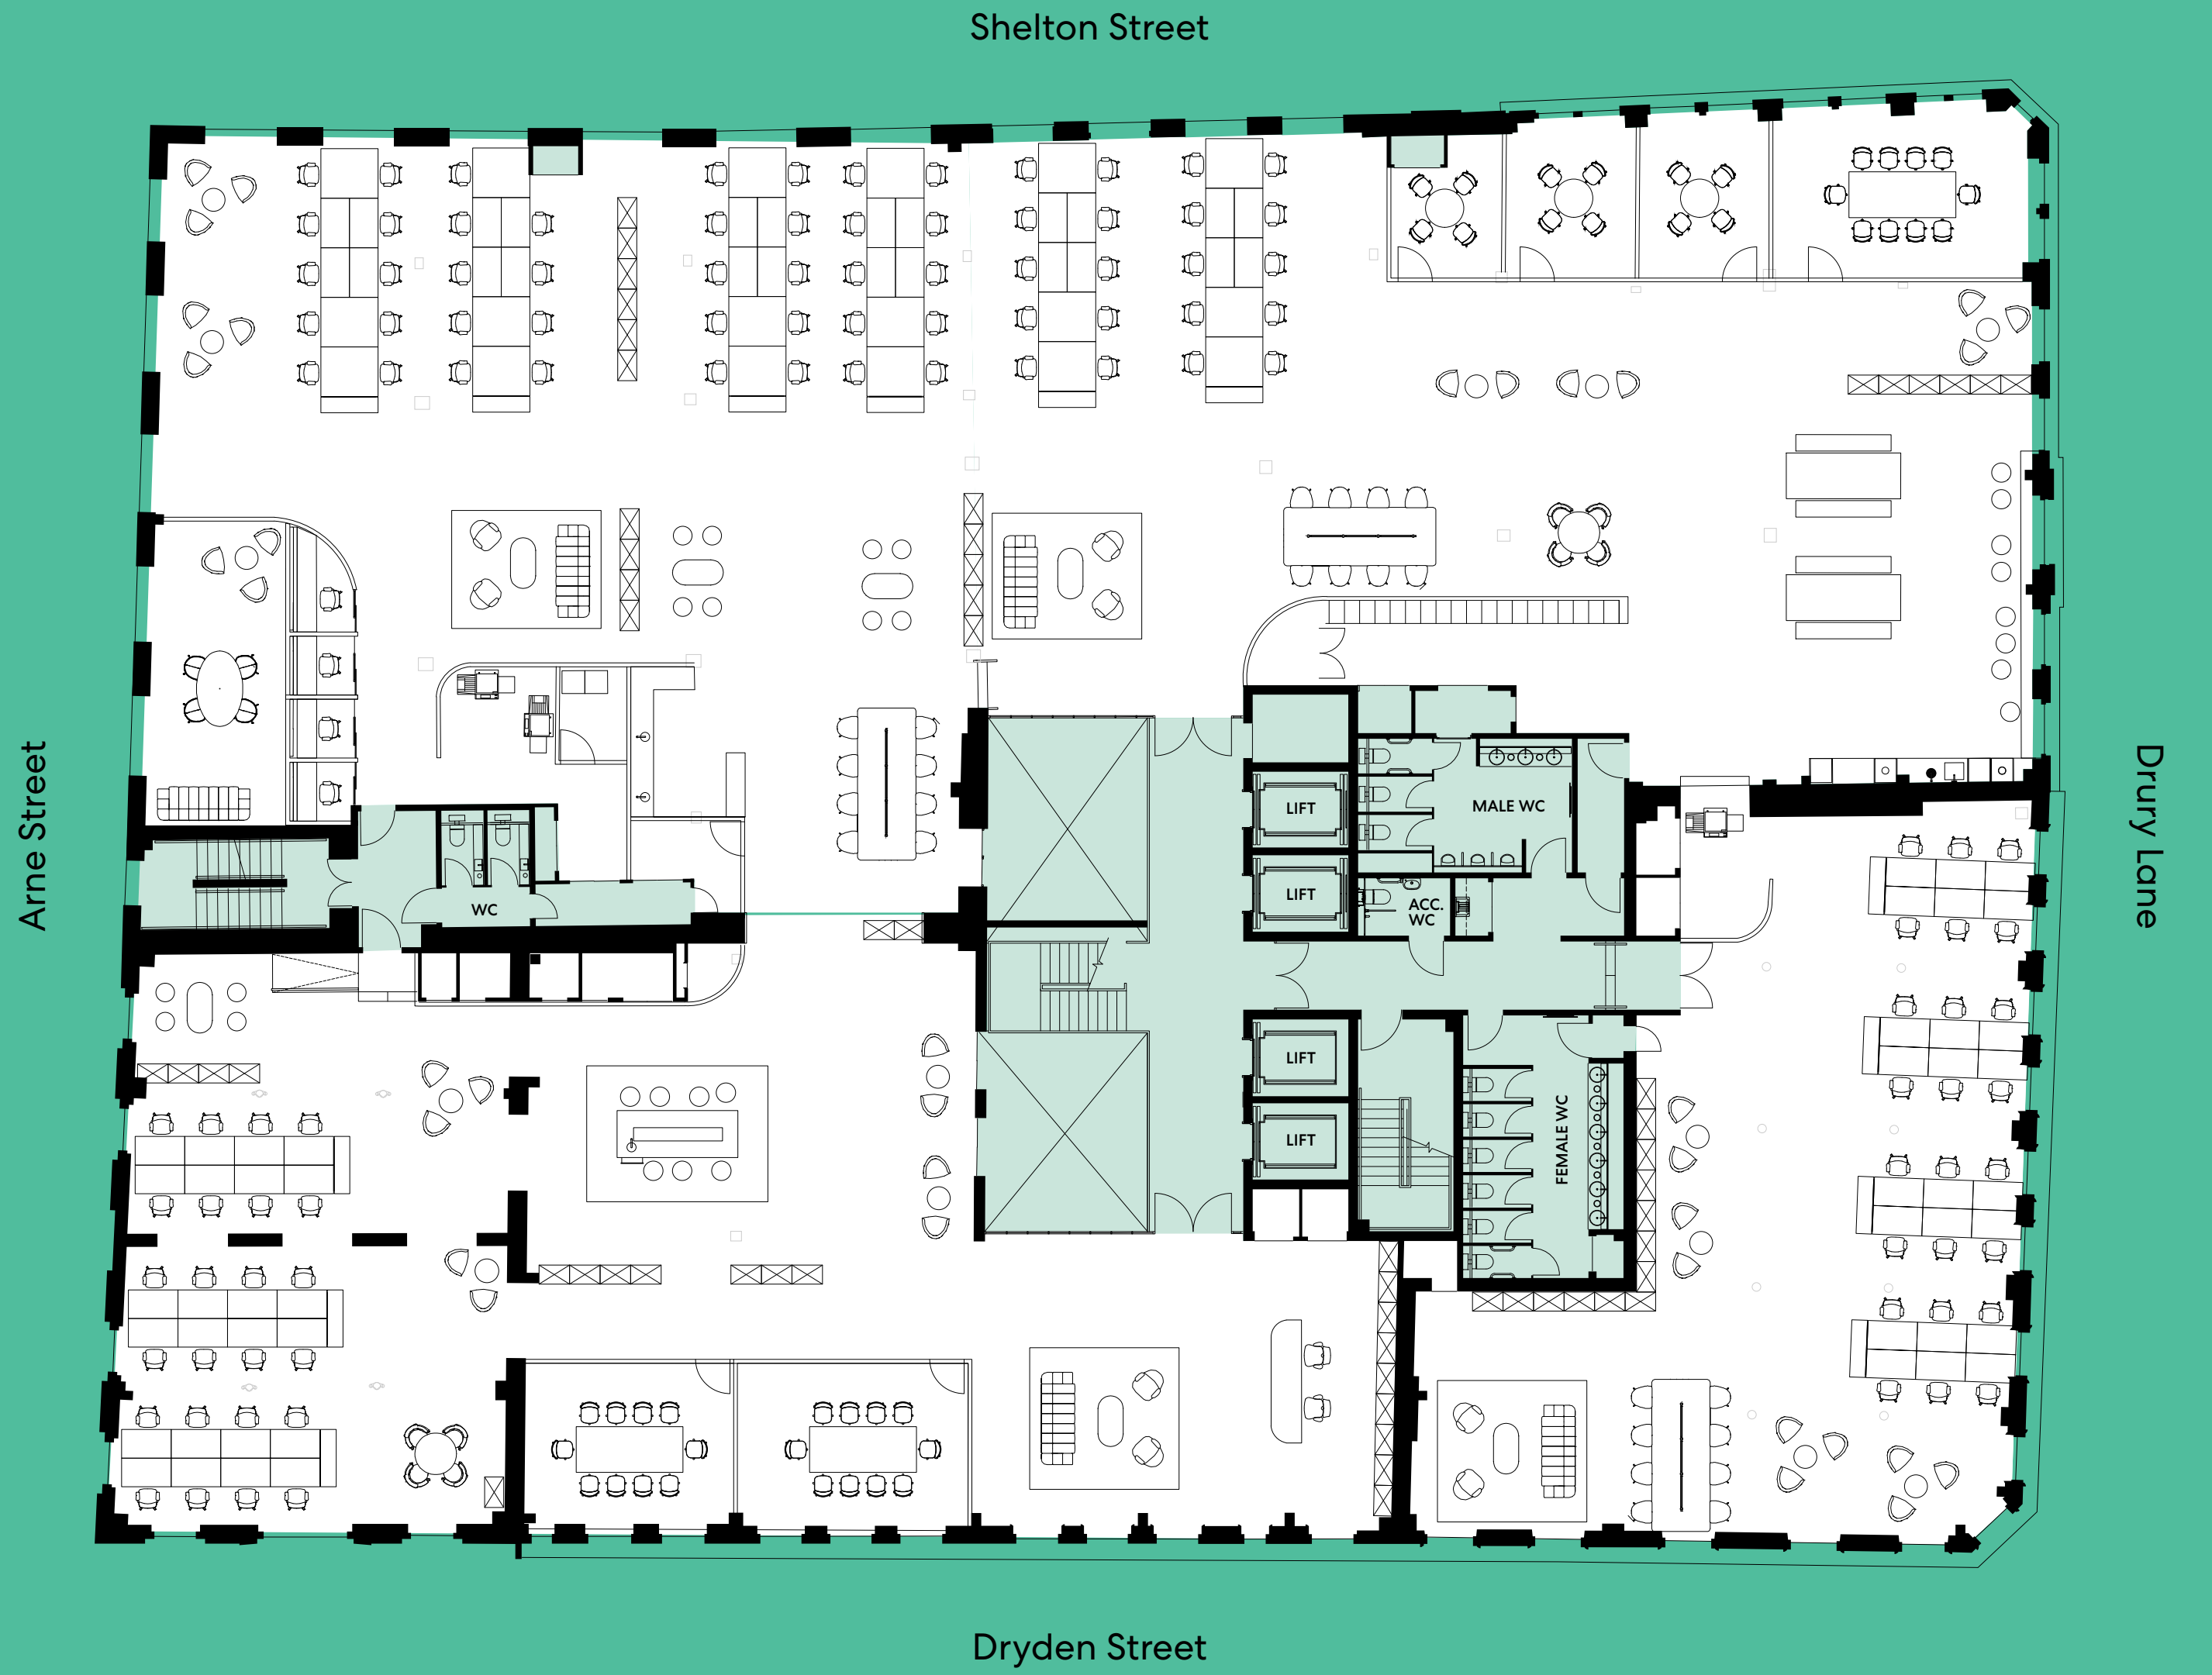 Shelton Street
Arne Street
Drury Lane
LIFT
MALE WC
LIFT
ACC.
WC
WC
LIFT
LIFT
FEMALE WC
Dryden Street